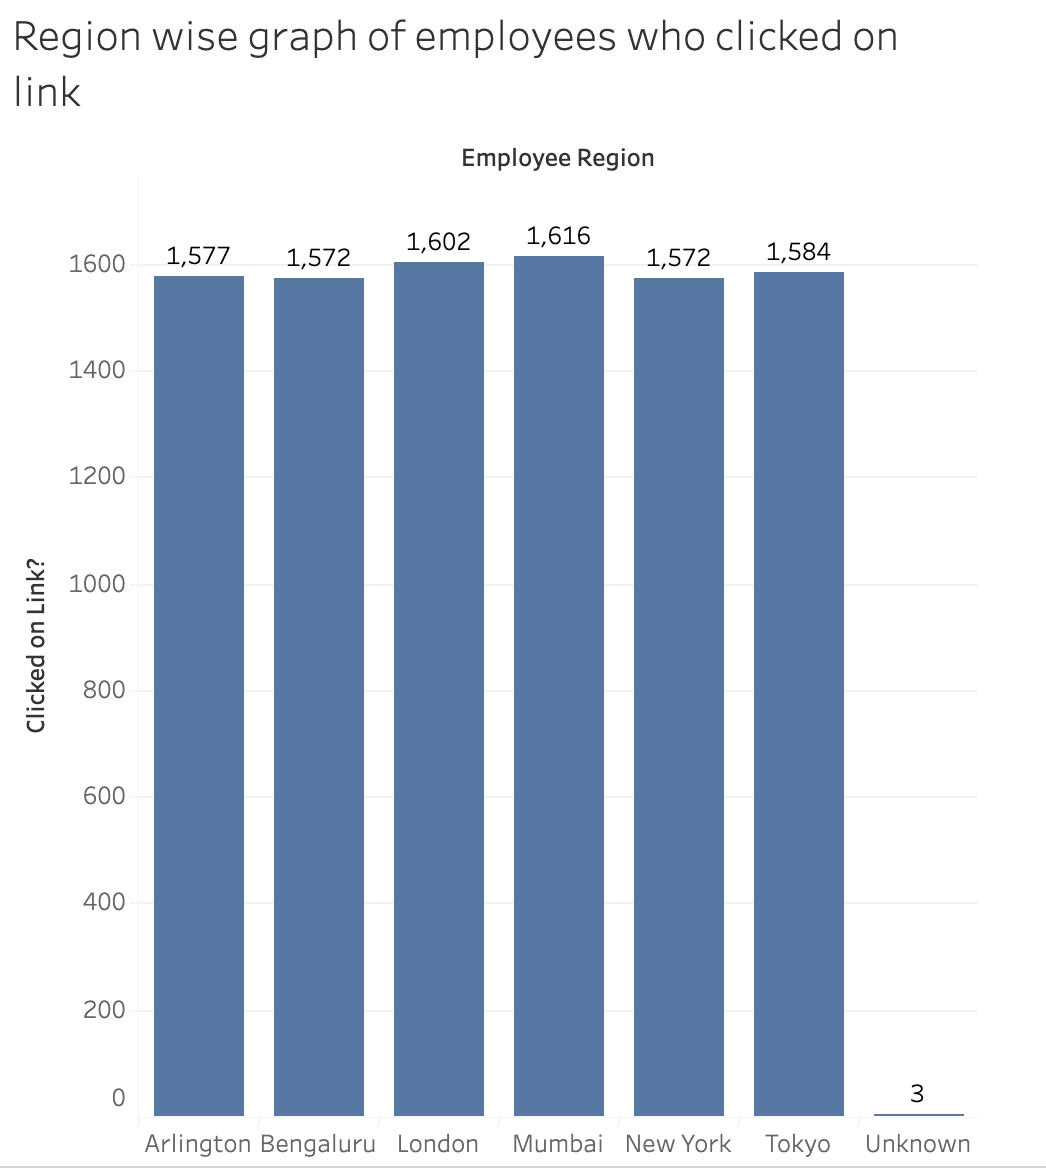 Region wise graph of employees who clicked on
link
Employee Region
Clicked on Link?
1600
1400
1200
1000
800
600
400
200
0
1,577 1,572 1,602 1,616 1,572 1,584 3
Arlington Bengaluru London Mumbai New York Tokyo Unknown